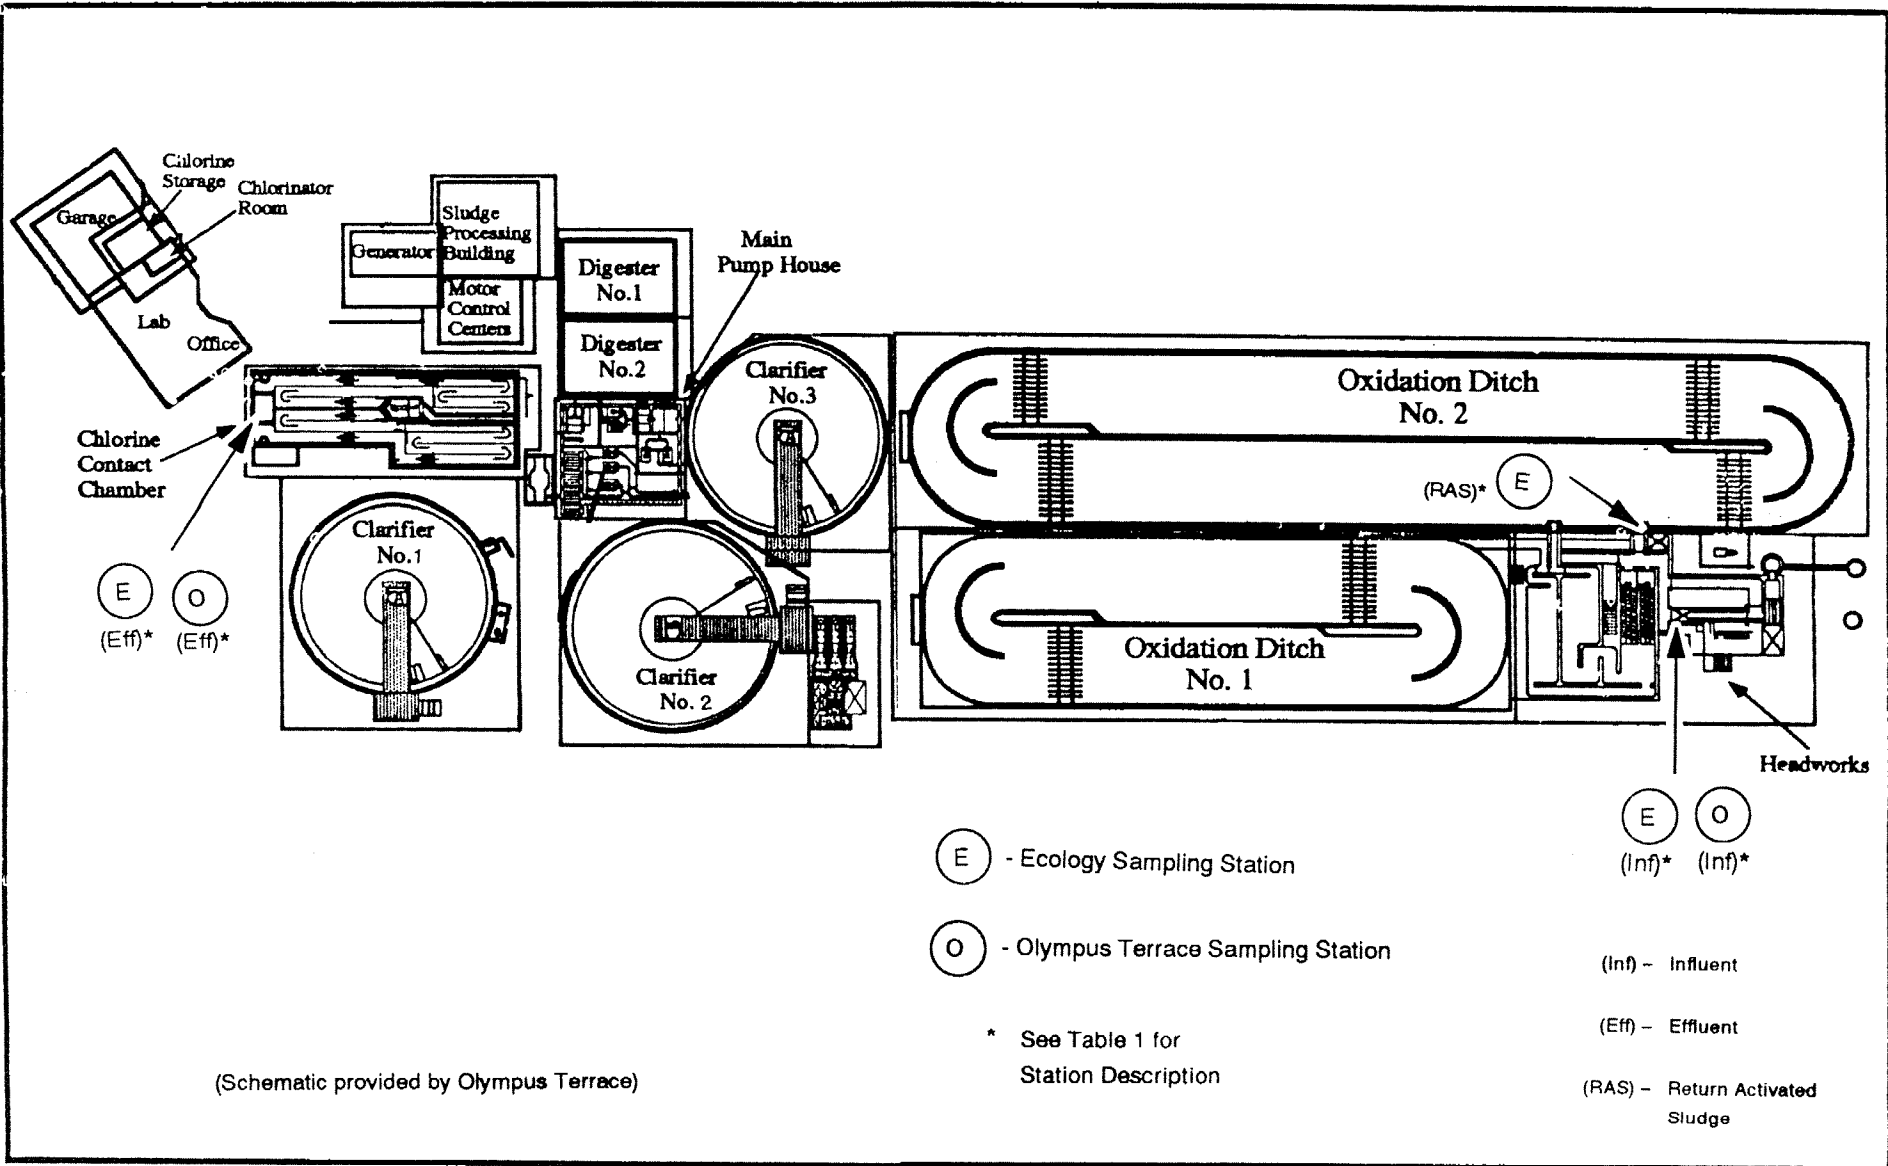 Chlorine
Storage
Chlorinator
Room
Garage
Lab
Office
Sludge
Processing
Building
Generator
Motor
Control
Centers
Digester
No.1
Digester
No.2
Main
Pump House
Clarifier
No.3
Oxidation Ditch
No. 2
(RAS)*
E
Chlorine
Contact
Chamber
Clarifier
No.1
E
(Eff)*
O
(Eff)*
Clarifier
No. 2
Oxidation Ditch
No. 1
Headworks
E
(Inf)*
O
(Inf)*
E - Ecology Sampling Station
O - Olympus Terrace Sampling Station
* See Table 1 for
Station Description
(Inf) – Influent
(Eff) – Effluent
(RAS) – Return Activated
Sludge
(Schematic provided by Olympus Terrace)